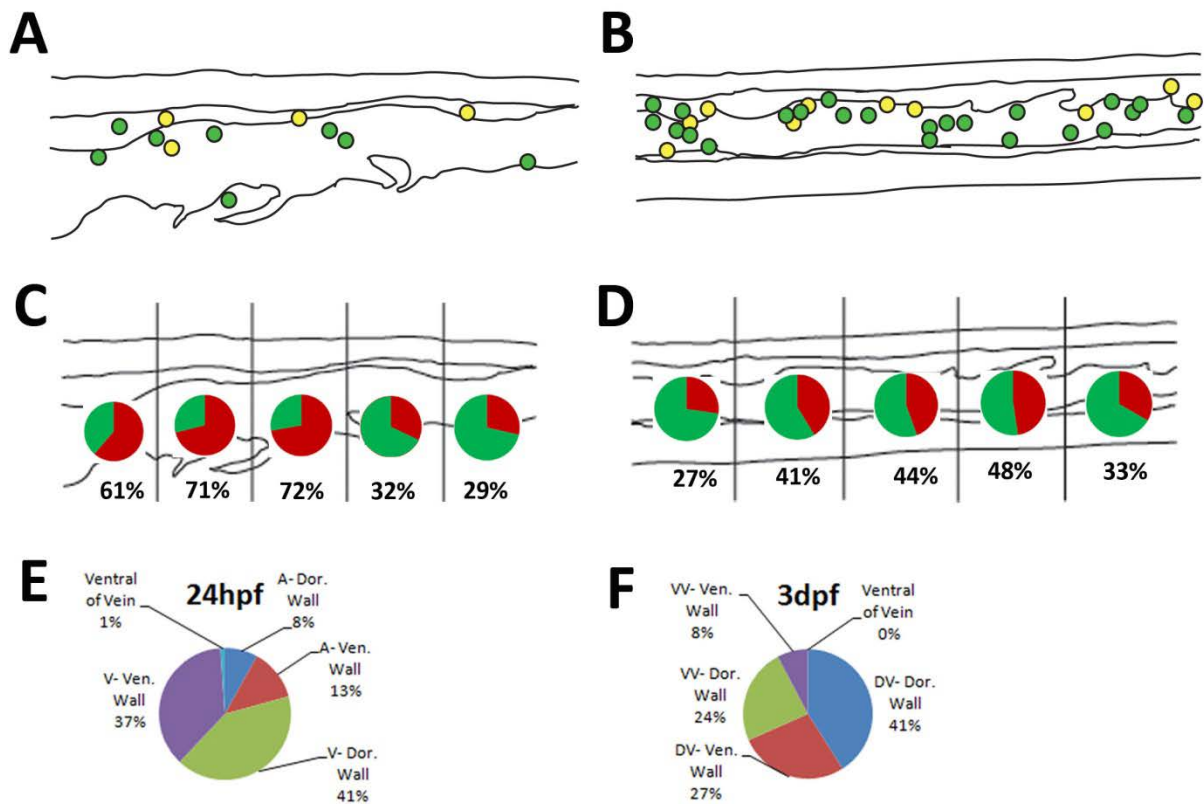 A
B
C
61%
71%
72%
32%
29%
D
27%
41%
44%
48%
33%
E
24hpf
Ventral
of Vein
1%
A- Dor.
Wall
8%
A- Ven.
Wall
13%
V- Ven.
Wall
37%
V- Dor.
Wall
41%
F
3dpf
VV- Ven.
Wall
8%
Ventral
of Vein
0%
VV- Dor.
Wall
24%
DV- Dor.
Wall
41%
DV- Ven.
Wall
27%